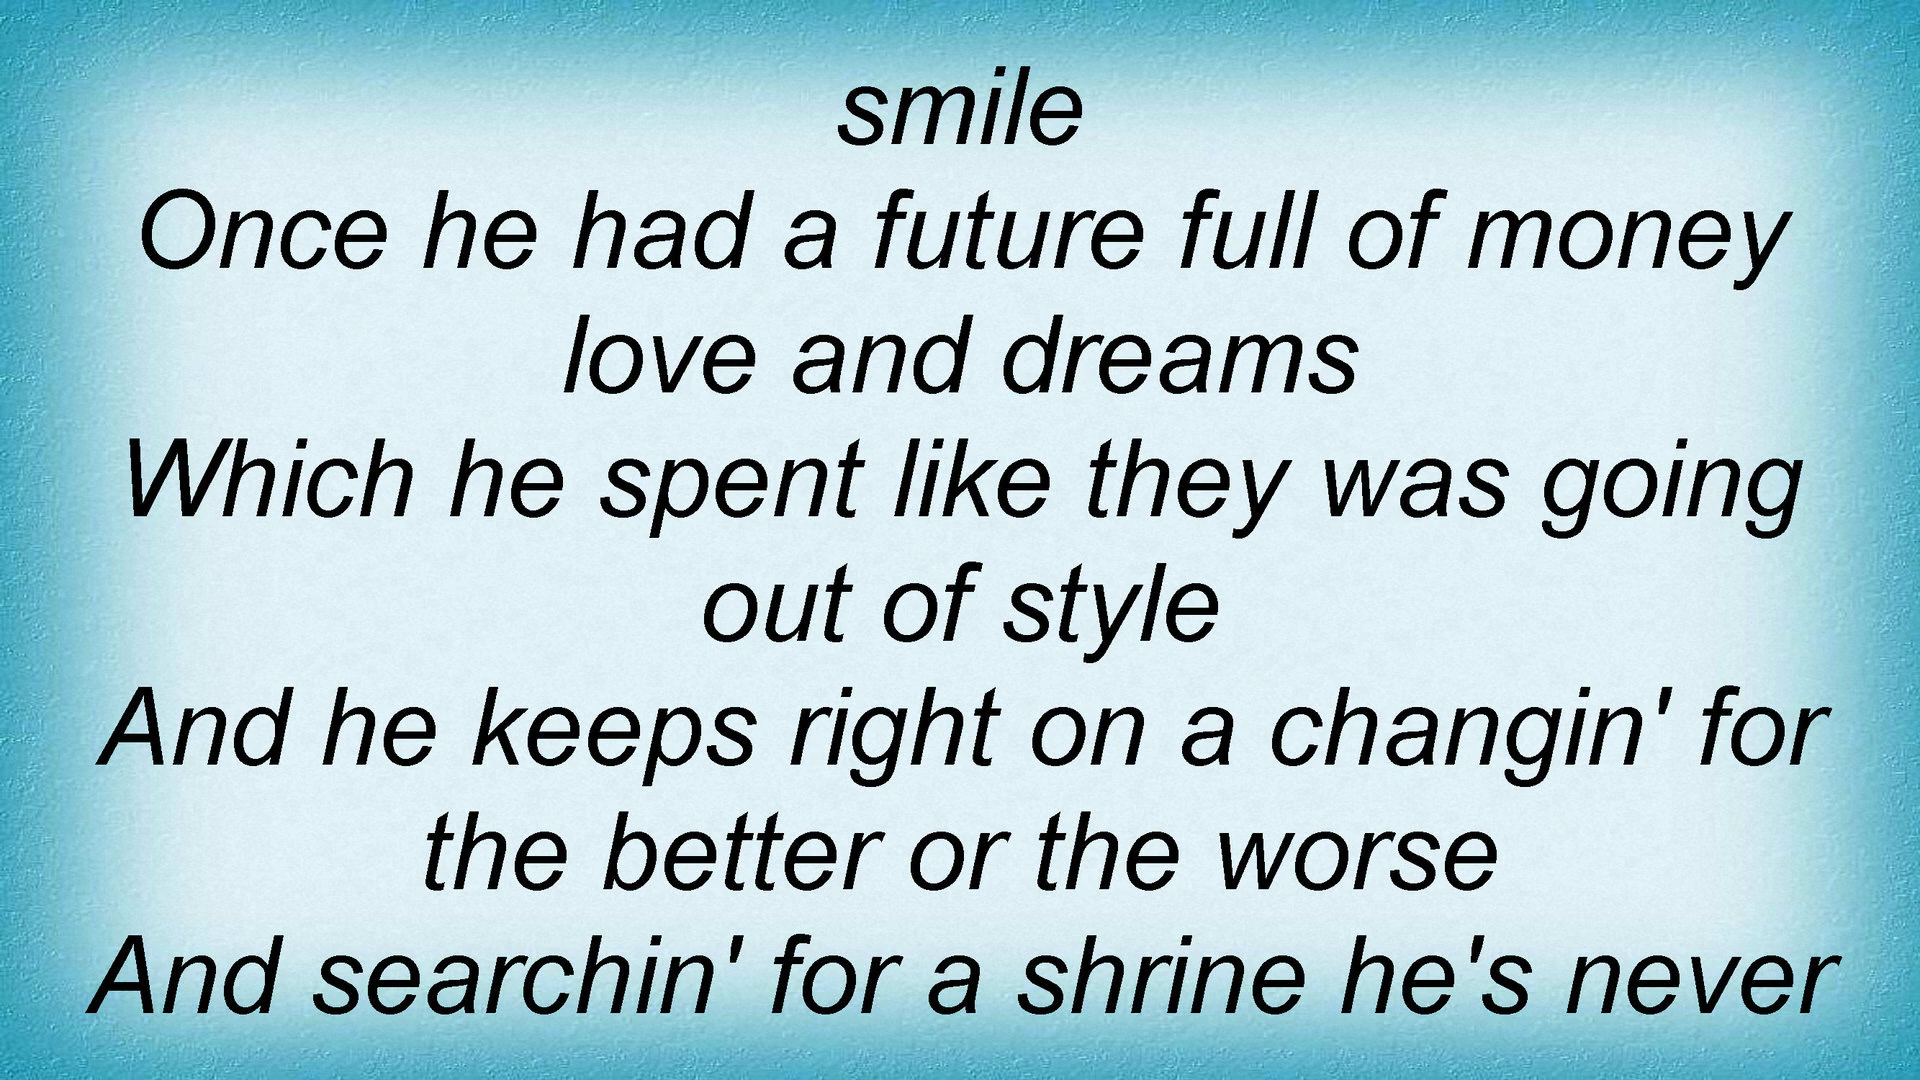 smile
Once he had a future full of money
love and dreams
Which he spent like they was going
out of style
And he keeps right on a changin' for
the better or the worse
And searchin' for a shrine he's never